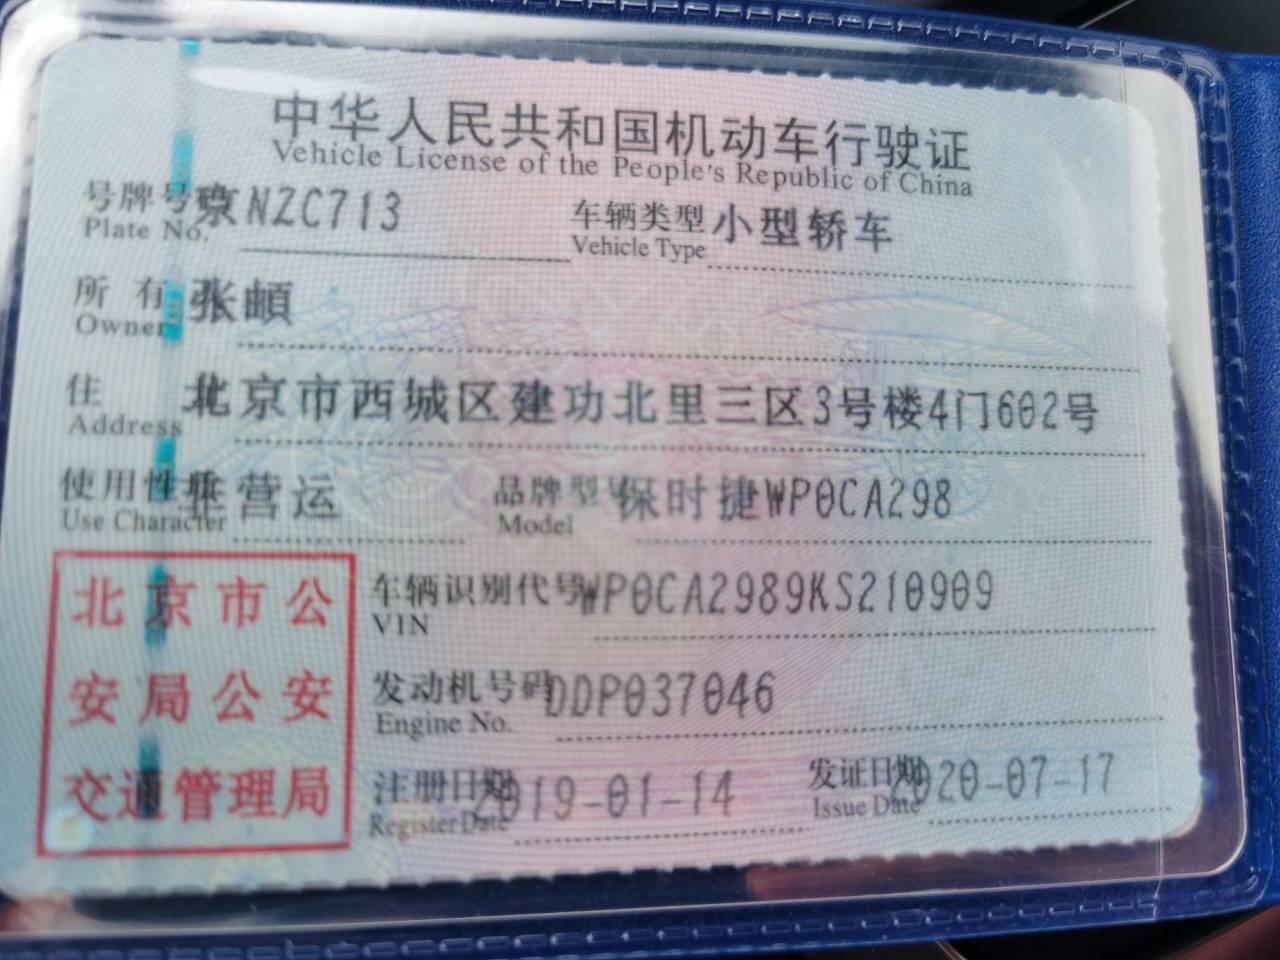 中华人民共和国机动车行驶证
Vehicle License of the People's Republic of China
号牌号码 京NZC713 车辆类型 小型轿车
Plate No. Vehicle Type
所 有 张頔
Owner
住 北京市西城区建功北里三区3号楼4门602号
Address
使用性 非营运 品牌型号 保时捷WP0CA298
Use Character Model
北京市公
安局公安
交通管理局
车辆识别代号 WP0CA2989KS210909
VIN
发动机号码 DDP037046
Engine No.
注册日期 2019-01-14 发证日期 2020-07-17
Register Date Issue Date